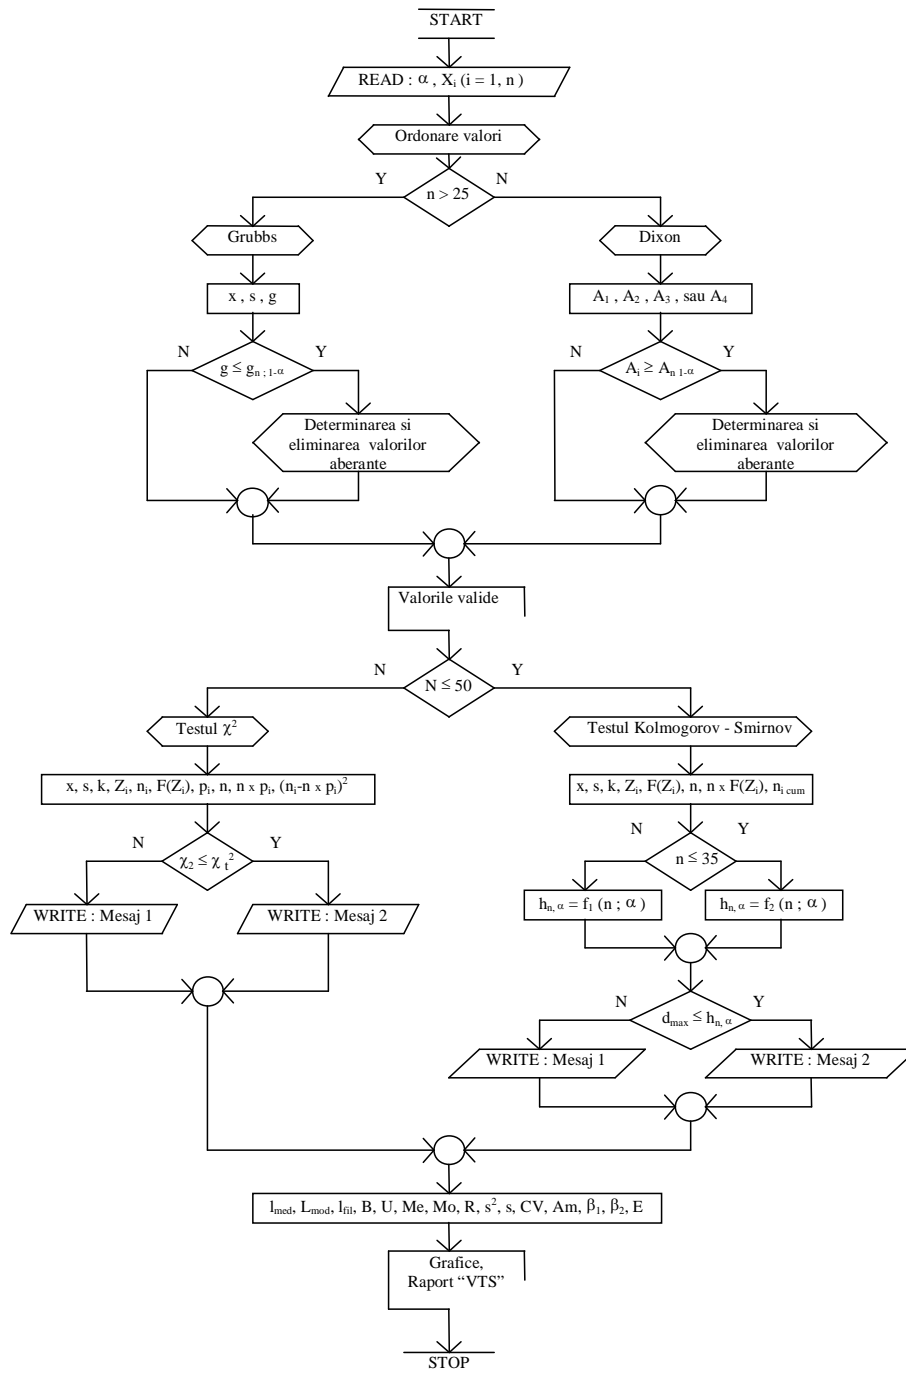 START
READ : α , Xᵢ ( i = 1, n )
Ordonare valori
Y
N
n > 25
Grubbs
Dixon
x , s , g
A₁ , A₂ , A₃ , sau A₄
N
Y
g ≤ gₙ ; ₁₋α
N
Y
Aᵢ ≥ Aₙ ₁₋α
Determinarea si
eliminarea valorilor
aberante
Determinarea si
eliminarea valorilor
aberante
Valorile valide
N
Y
N ≤ 50
Testul χ²
Testul Kolmogorov - Smirnov
x, s, k, Zᵢ, nᵢ, F(Zᵢ), pᵢ, n, n x pᵢ, (nᵢ-n x pᵢ)²
x, s, k, Zᵢ, F(Zᵢ), n, n x F(Zᵢ), nᵢ cum
N
Y
χ₂ ≤ χ ₜ²
N
Y
n ≤ 35
WRITE : Mesaj 1
WRITE : Mesaj 2
hₙ, α = f₁ (n ; α )
hₙ, α = f₂ (n ; α )
N
Y
dmax ≤ hₙ, α
WRITE : Mesaj 1
WRITE : Mesaj 2
lmed, Lmod, lfil, B, U, Me, Mo, R, s², s, CV, Am, β₁, β₂, E
Grafice,
Raport “VTS”
STOP